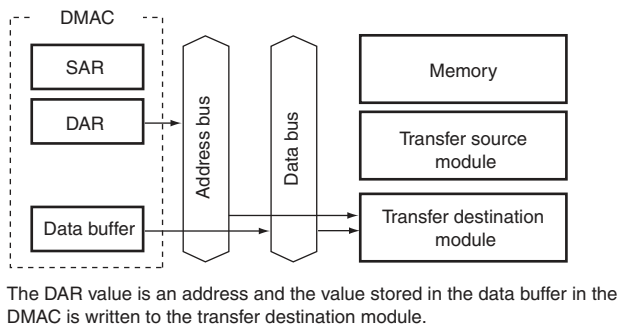 DMAC
SAR
DAR
Data buffer
Address bus
Data bus
Memory
Transfer source
module
Transfer destination
module
The DAR value is an address and the value stored in the data buffer in the
DMAC is written to the transfer destination module.